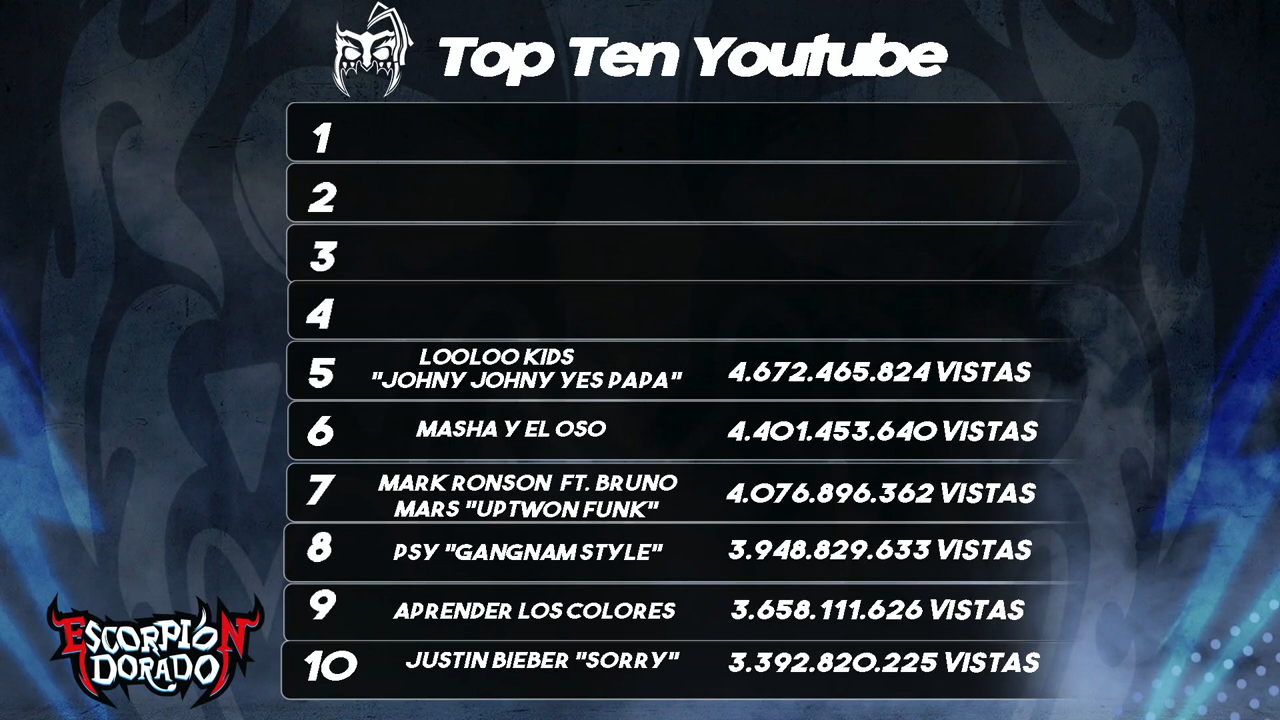 Top Ten Youtube
1
2
3
4
5
LOOLOO KIDS
"JOHNY JOHNY YES PAPA"
4.672.465.824 VISTAS
6
MASHA Y EL OSO
4.401.453.640 VISTAS
7
MARK RONSON FT. BRUNO
MARS "UPTWON FUNK"
4.076.896.362 VISTAS
8
PSY "GANGNAM STYLE"
3.948.829.633 VISTAS
9
APRENDER LOS COLORES
3.658.111.626 VISTAS
10
JUSTIN BIEBER "SORRY"
3.392.820.225 VISTAS
ESCORPIÓN
DORADO